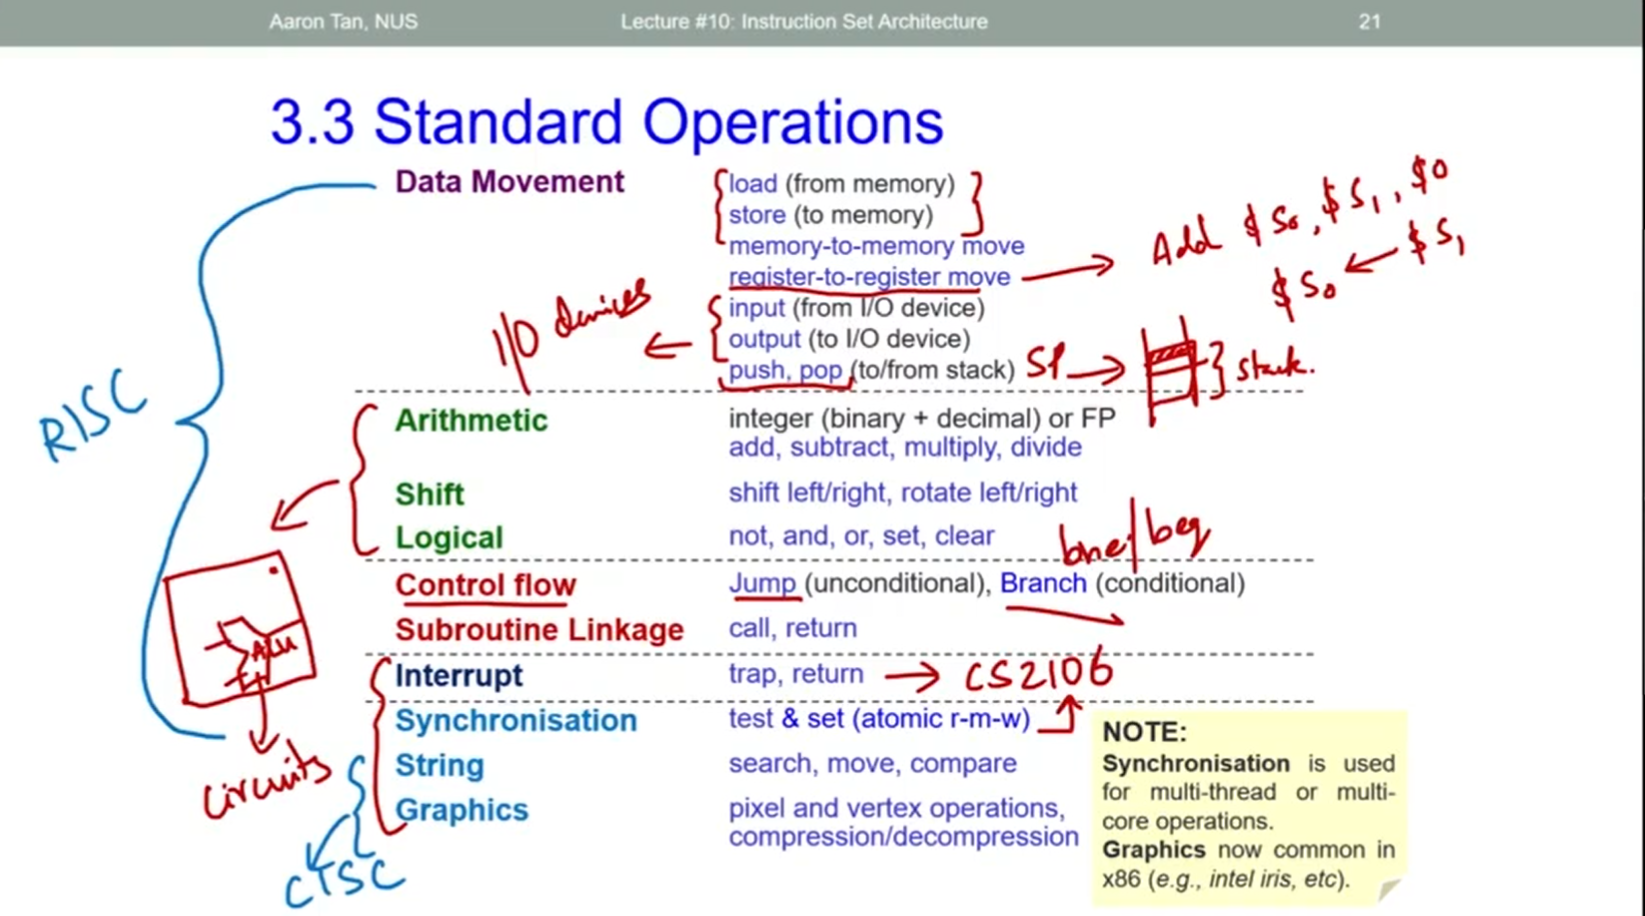 Aaron Tan, NUS Lecture #10: Instruction Set Architecture 21
3.3 Standard Operations
Data Movement load (from memory)
store (to memory)
memory-to-memory move
register-to-register move
Add $S0, $S1, $0
$S0 ← $S1
input (from I/O device)
output (to I/O device)
I/O devices
push, pop (to/from stack) SP → stack.
RISC
Arithmetic integer (binary + decimal) or FP
add, subtract, multiply, divide
Shift shift left/right, rotate left/right
Logical not, and, or, set, clear
bne/beq
Control flow Jump (unconditional), Branch (conditional)
Subroutine Linkage call, return
ALU
circuits
Interrupt trap, return → CS2106
Synchronisation test & set (atomic r-m-w)
String search, move, compare
Graphics pixel and vertex operations,
compression/decompression
CISC
NOTE:
Synchronisation is used
for multi-thread or multi-
core operations.
Graphics now common in
x86 (e.g., intel iris, etc).